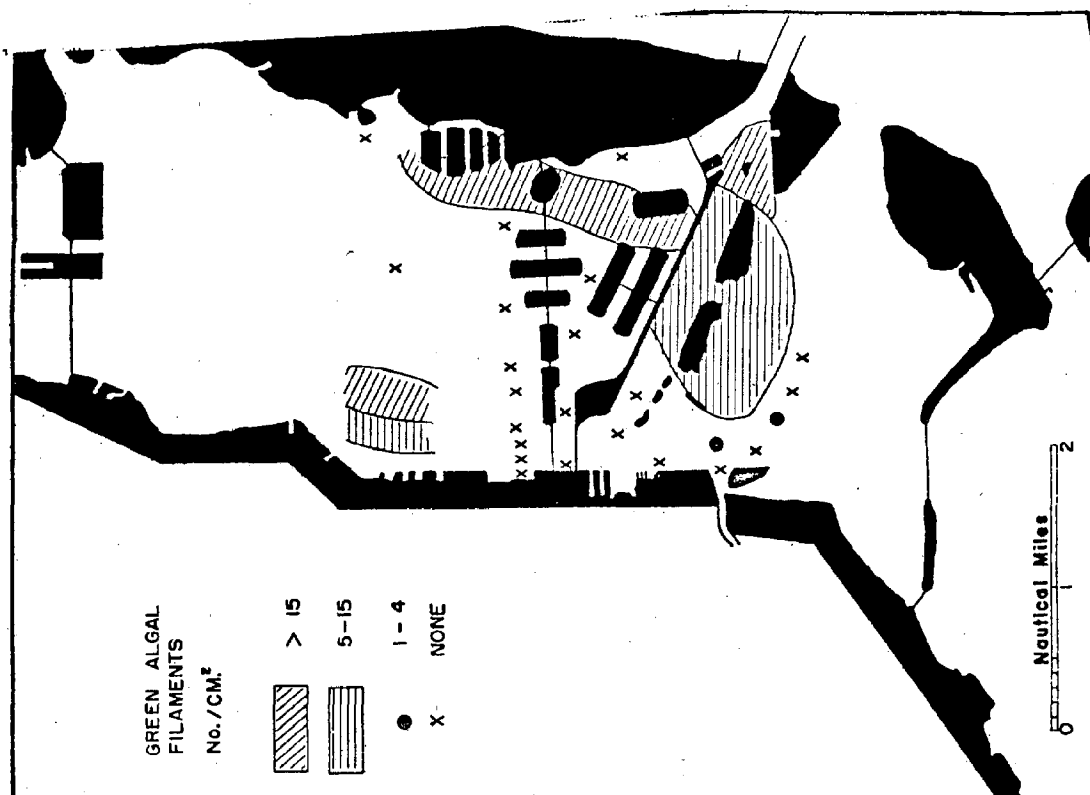 GREEN ALGAL
FILAMENTS
No./CM.²
> 15
5-15
1-4
X NONE
Nautical Miles
0 1 2